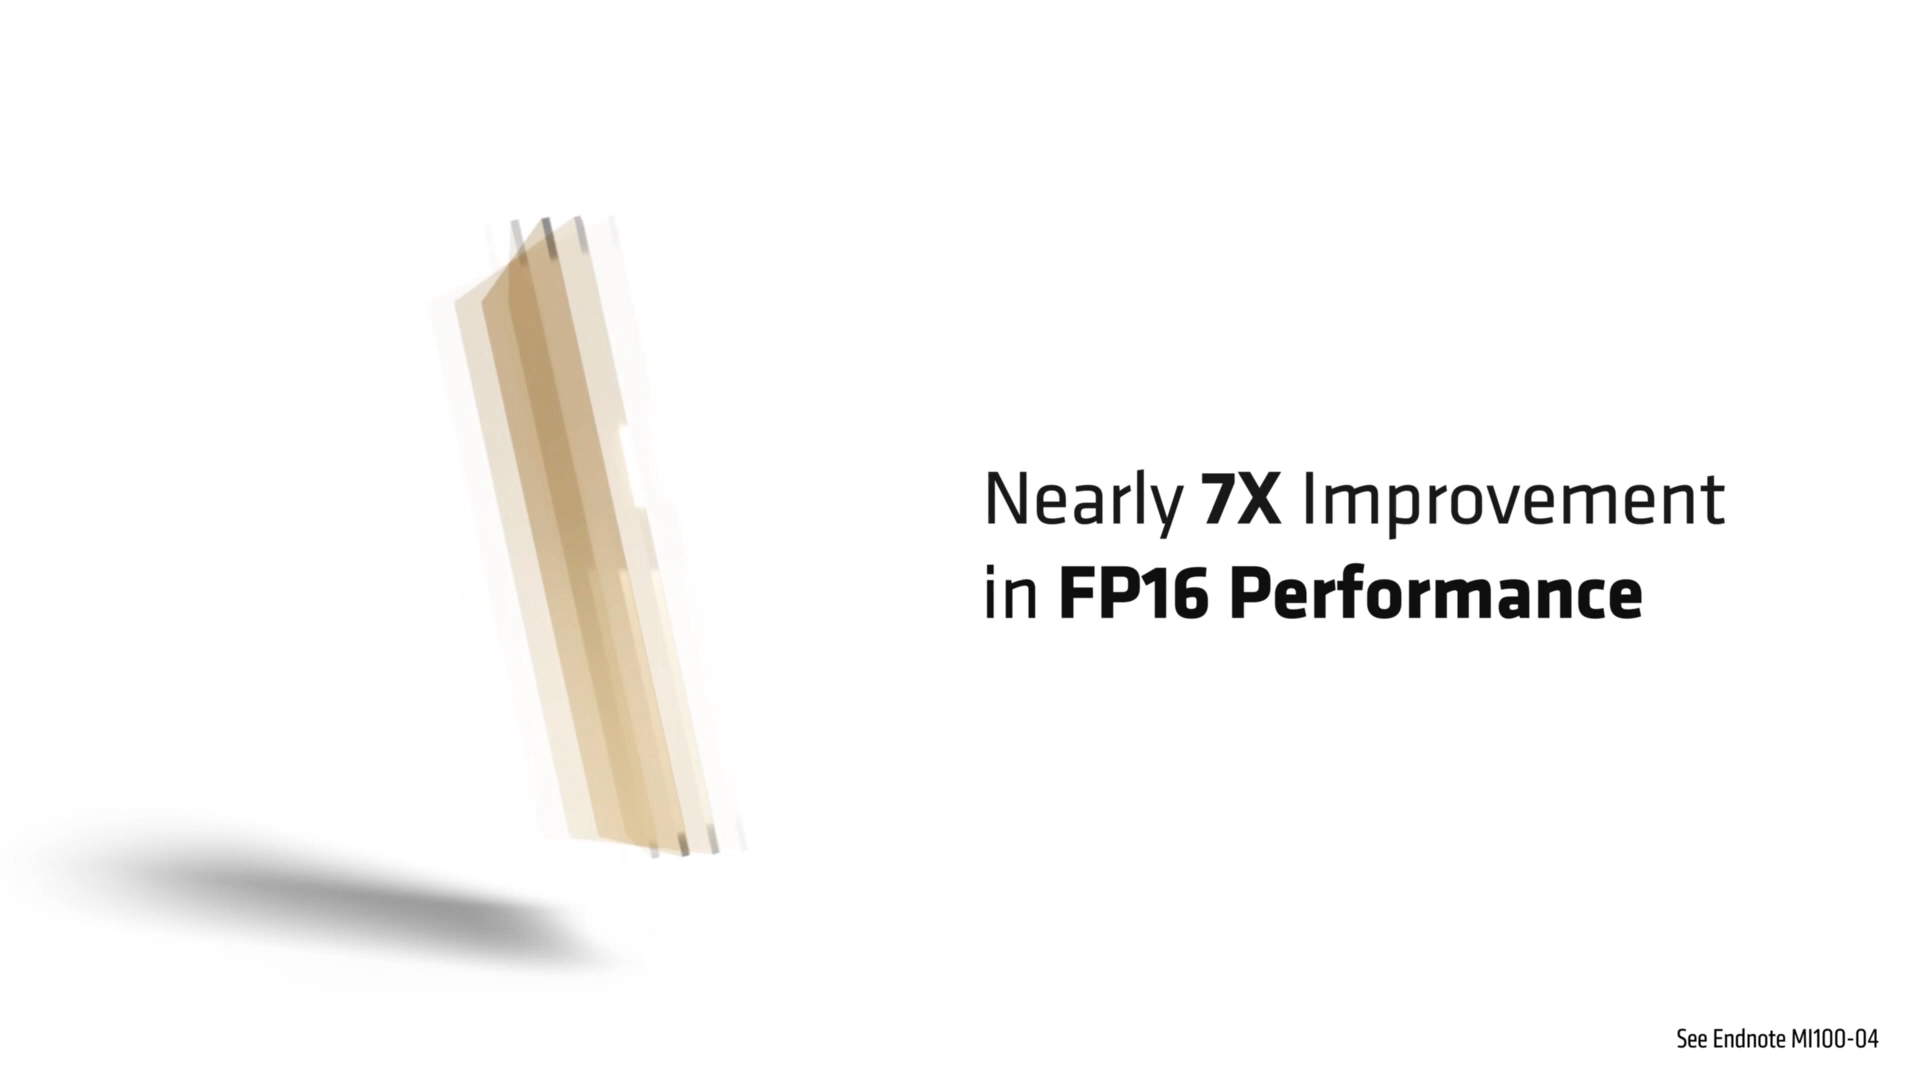 Nearly 7X Improvement
in FP16 Performance
See Endnote MI100-04